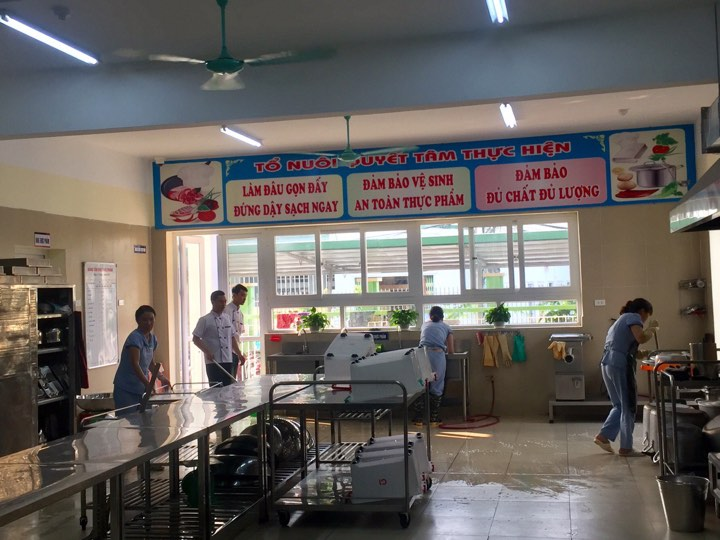 TỔ NUÔI QUYẾT TÂM THỰC HIỆN
LÀM ĐÂU GỌN ĐẤY
ĐỨNG DẬY SẠCH NGAY
ĐẢM BẢO VỆ SINH
AN TOÀN THỰC PHẨM
ĐẢM BẢO
ĐỦ CHẤT ĐỦ LƯỢNG